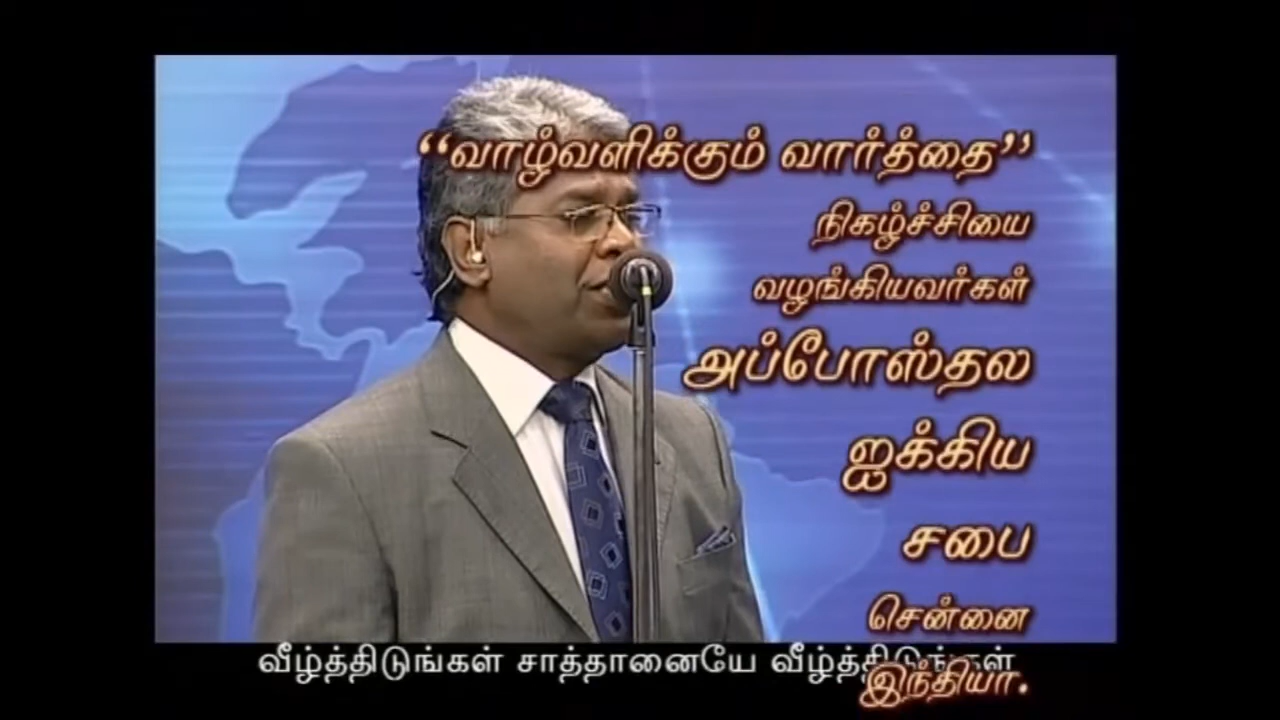 “வாழ்வளிக்கும் வார்த்தை”
நிகழ்ச்சியை
வழங்கியவர்கள்
அப்போஸ்தல
ஐக்கிய
சபை
சென்னை
வீழ்த்திடுங்கள் சாத்தானையே வீழ்த்திடுங்கள்
இந்தியா.